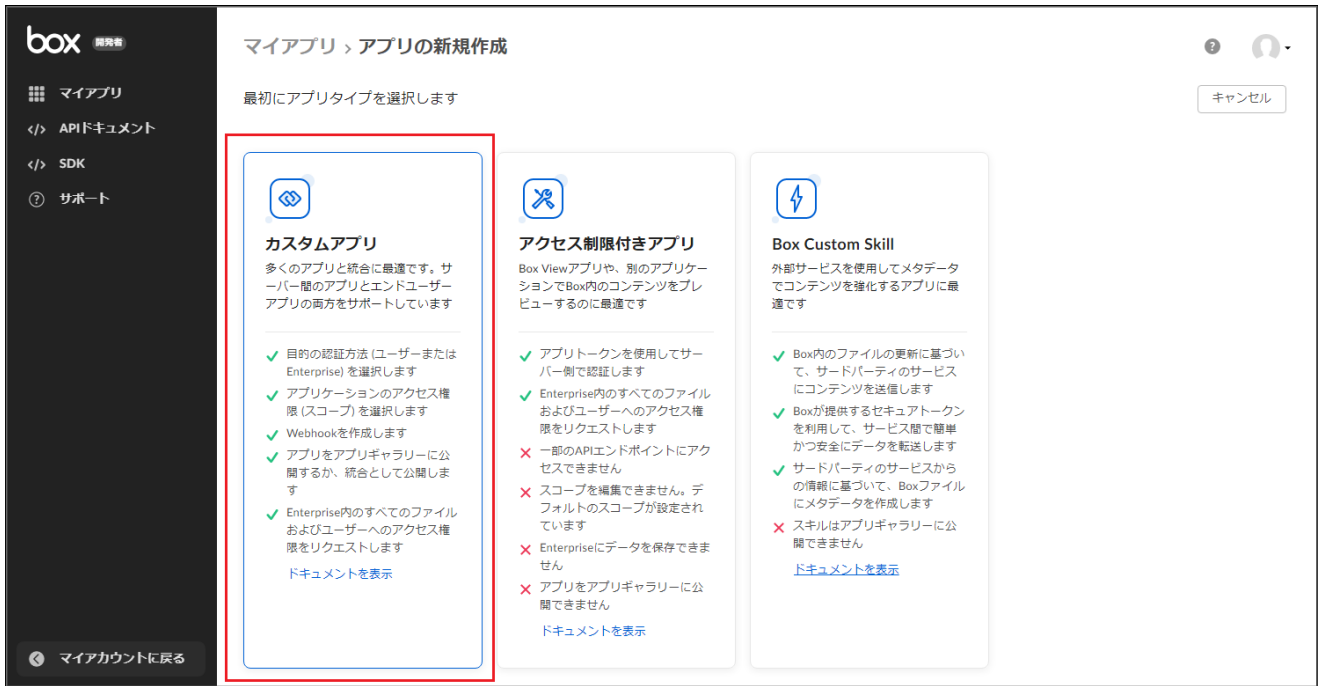 box 開発者
マイアプリ
APIドキュメント
SDK
サポート
マイアカウントに戻る
マイアプリ › アプリの新規作成
最初にアプリタイプを選択します
キャンセル
カスタムアプリ
多くのアプリと統合に最適です。サ
ーバー間のアプリとエンドユーザー
アプリの両方をサポートしています
目的の認証方法 (ユーザーまたは
Enterprise) を選択します
アプリケーションのアクセス権
限 (スコープ) を選択します
Webhookを作成します
アプリをアプリギャラリーに公
開するか、統合として公開しま
す
Enterprise内のすべてのファイル
およびユーザーへのアクセス権
限をリクエストします
ドキュメントを表示
アクセス制限付きアプリ
Box Viewアプリや、別のアプリケー
ションでBox内のコンテンツをプレ
ビューするのに最適です
アプリトークンを使用してサー
バー側で認証します
Enterprise内のすべてのファイル
およびユーザーへのアクセス権
限をリクエストします
一部のAPIエンドポイントにアク
セスできません
スコープを編集できません。デ
フォルトのスコープが設定され
ています
Enterpriseにデータを保存できま
せん
アプリをアプリギャラリーに公
開できません
ドキュメントを表示
Box Custom Skill
外部サービスを使用してメタデータ
でコンテンツを強化するアプリに最
適です
Box内のファイルの更新に基づい
て、サードパーティのサービス
にコンテンツを送信します
Boxが提供するセキュアトークン
を利用して、サービス間で簡単
かつ安全にデータを転送します
サードパーティのサービスから
の情報に基づいて、Boxファイル
にメタデータを作成します
スキルはアプリギャラリーに公
開できません
ドキュメントを表示